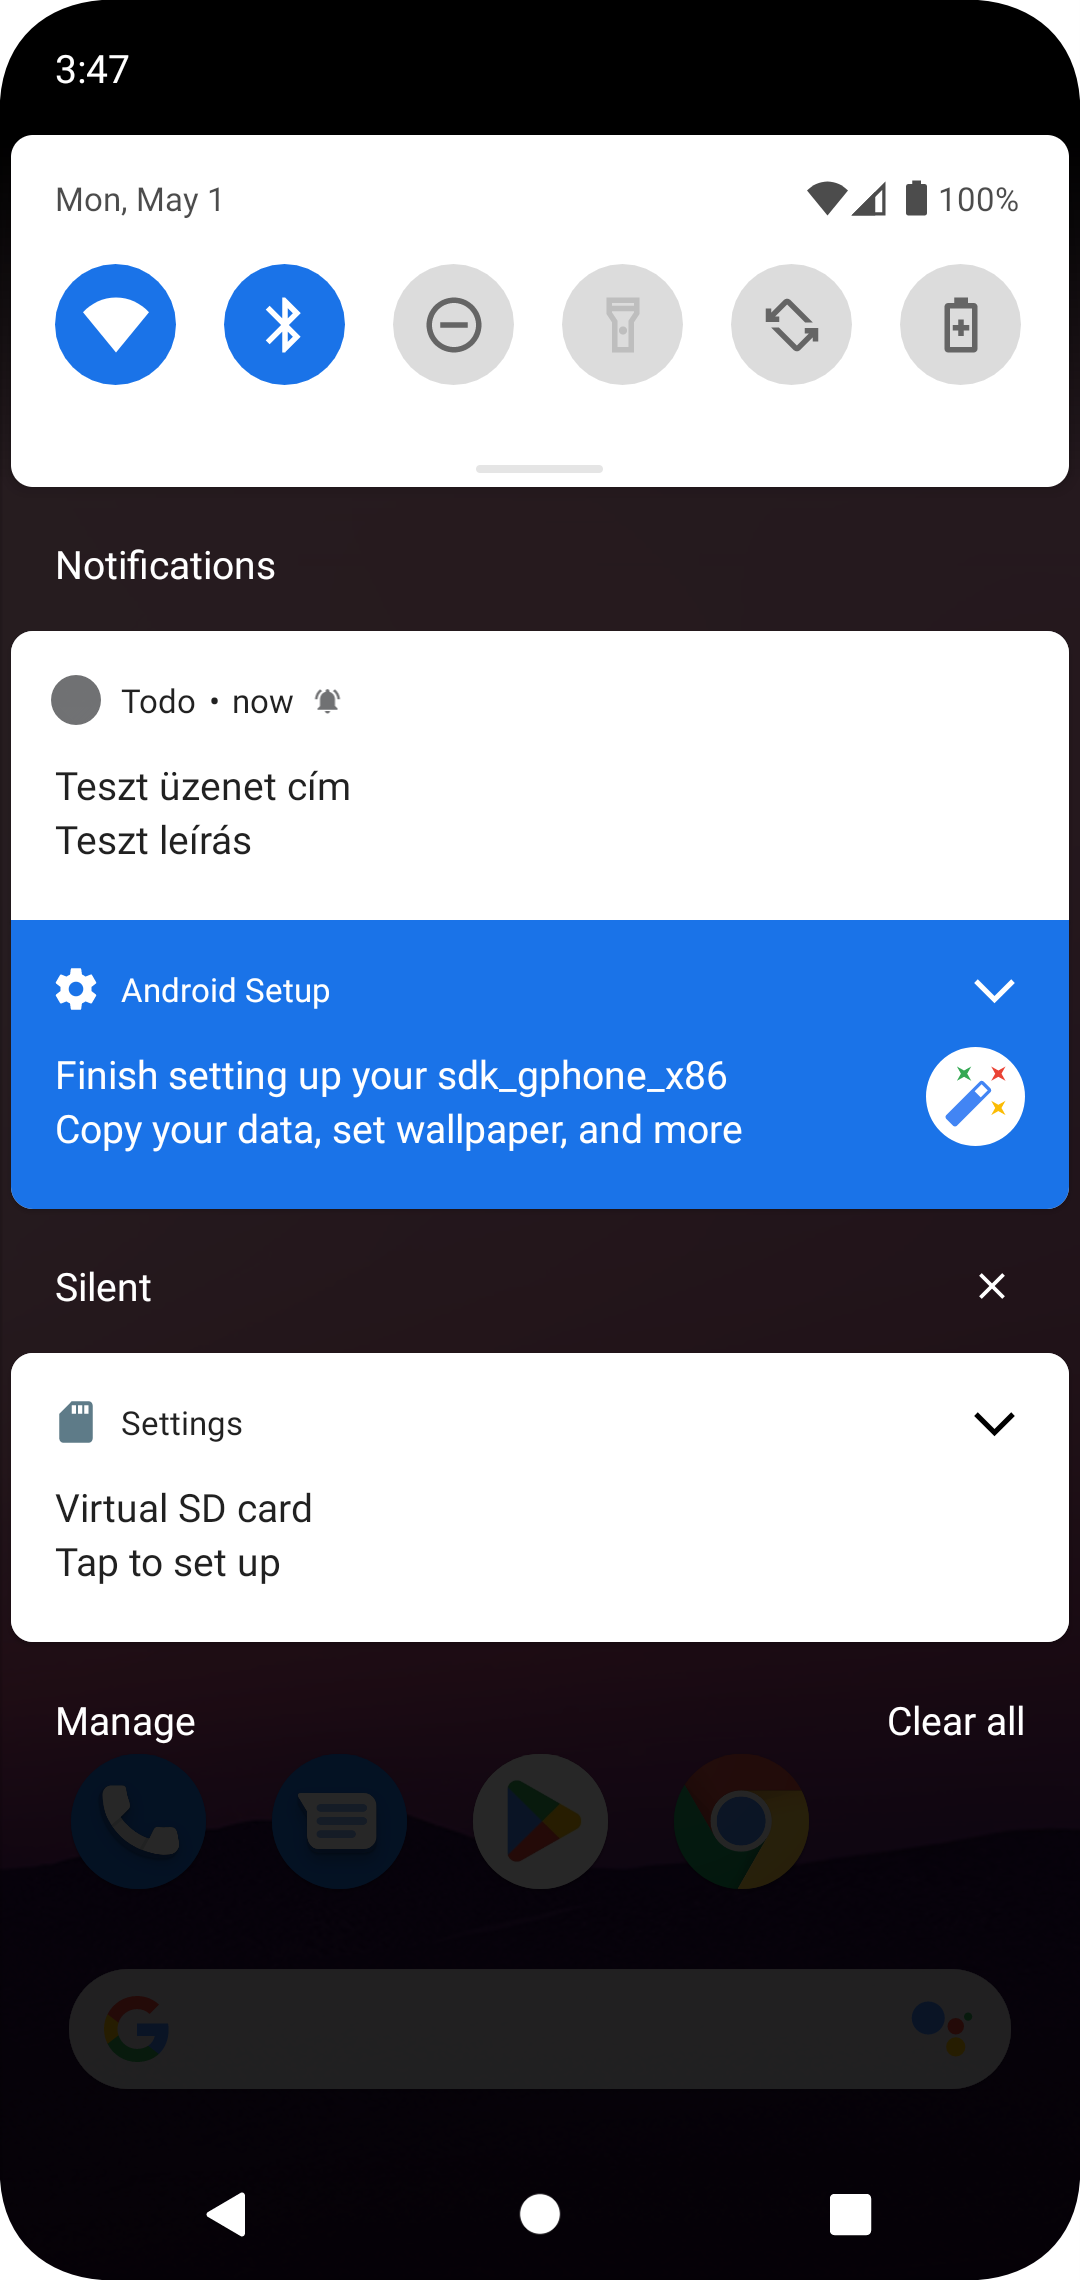 3:47
Mon, May 1
100%
Notifications
Todo • now
Teszt üzenet cím
Teszt leírás
Android Setup
Finish setting up your sdk_gphone_x86
Copy your data, set wallpaper, and more
Silent
Settings
Virtual SD card
Tap to set up
Manage
Clear all